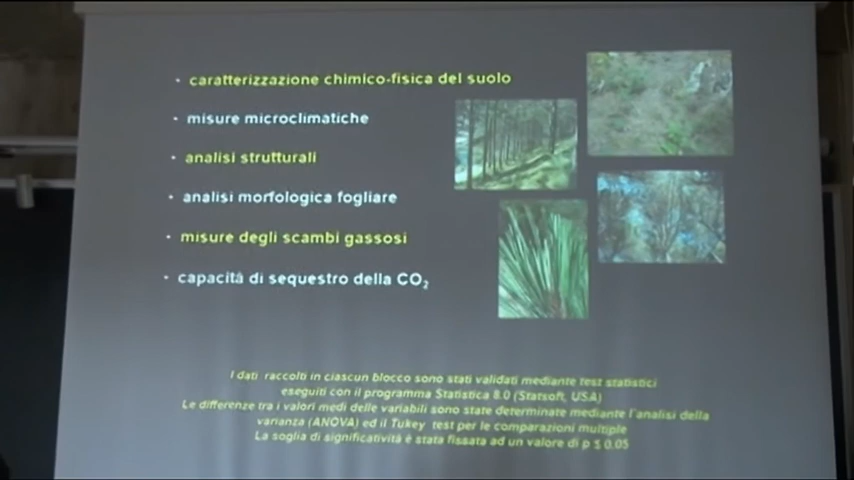 • caratterizzazione chimico-fisica del suolo
• misure microclimatiche
• analisi strutturali
• analisi morfologica fogliare
• misure degli scambi gassosi
• capacità di sequestro della CO₂
I dati raccolti in ciascun blocco sono stati validati mediante test statistici
eseguiti con il programma Statistica 8.0 (Statsoft, USA)
Le differenze tra i valori medi delle variabili sono state determinate mediante l'analisi della
varianza (ANOVA) ed il Tukey test per le comparazioni multiple
La soglia di significatività è stata fissata ad un valore di p ≤ 0.05